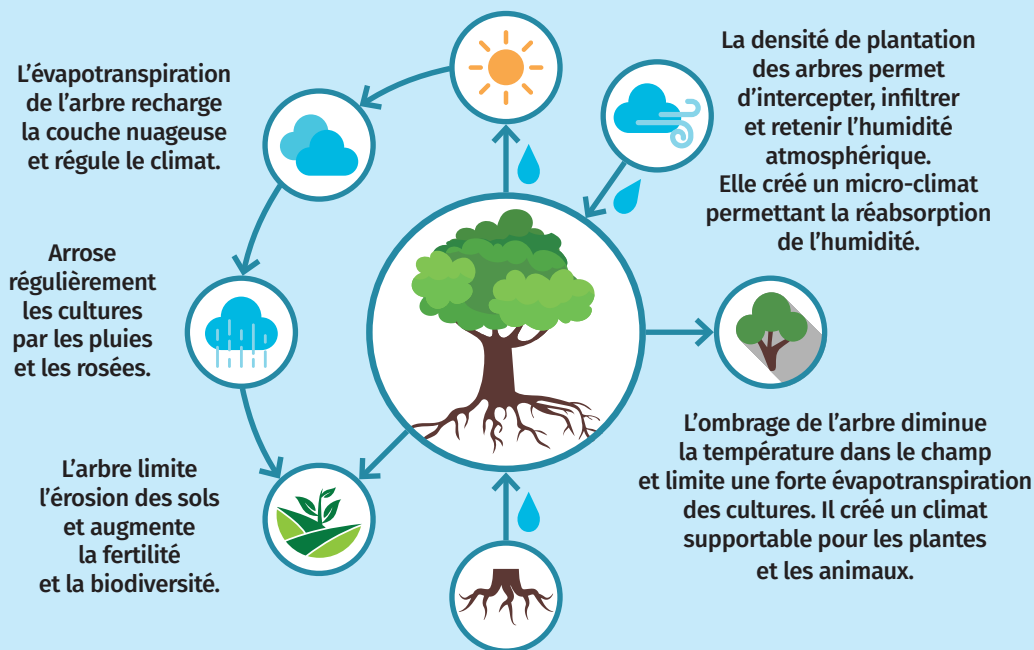 L’évapotranspiration
de l’arbre recharge
la couche nuageuse
et régule le climat.
La densité de plantation
des arbres permet
d’intercepter, infiltrer
et retenir l’humidité
atmosphérique.
Elle créé un micro-climat
permettant la réabsorption
de l’humidité.
Arrose
régulièrement
les cultures
par les pluies
et les rosées.
L’ombrage de l’arbre diminue
la température dans le champ
et limite une forte évapotranspiration
des cultures. Il créé un climat
supportable pour les plantes
et les animaux.
L’arbre limite
l’érosion des sols
et augmente
la fertilité
et la biodiversité.